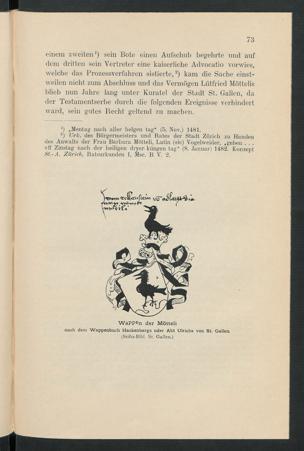 73
einem zweiten¹) sein Bote einen Aufschub begehrte und auf
dem dritten sein Vertreter eine kaiserliche Advocatio vorwies,
welche das Prozessverfahren sistierte,²) kam die Sache einst-
weilen nicht zum Abschluss und das Vermögen Lütfried Möttelis
blieb nun Jahre lang unter Kuratel der Stadt St. Gallen, da
der Testamentserbe durch die folgenden Ereignisse verhindert
ward, sein gutes Recht geltend zu machen.
¹) „Mentag nach aller helgen tag“ (5. Nov.) 1481.
²) Urk. des Bürgermeisters und Rates der Stadt Zürich zu Handen
des Anwalts der Frau Barbara Mötteli, Latin (sic) Vogelweider, „geben . . .
uff Zinstag nach der heiligen dryer küngen tag“ (8. Januar) 1482. Konzept
St.-A. Zürich, Ratsurkunden I, Msc. B V. 2.
Wappen der Mötteli
nach dem Wappenbuch Hackenbergs oder Abt Ulrichs von St. Gallen
(Stifts-Bibl. St. Gallen.)